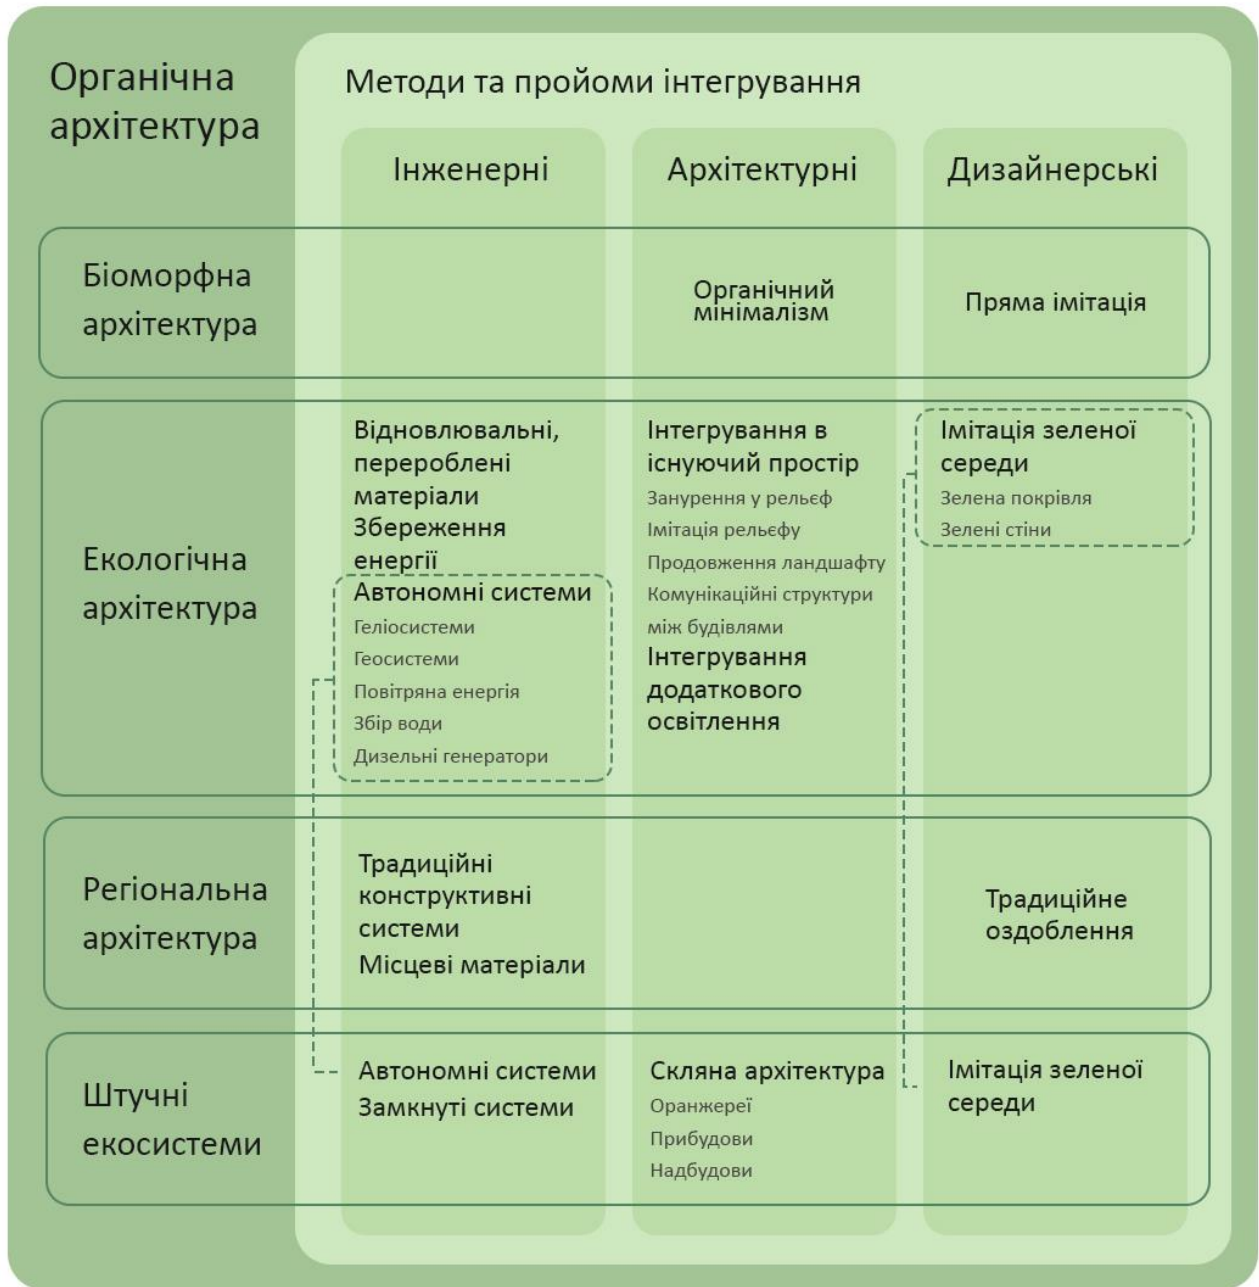 Органічна
архітектура
Методи та пройоми інтегрування
Інженерні
Архітектурні
Дизайнерські
Біоморфна
архітектура
Органічний
мінімалізм
Пряма імітація
Екологічна
архітектура
Відновлювальні,
перероблені
матеріали
Збереження
енергії
Автономні системи
Геліосистеми
Геосистеми
Повітряна енергія
Збір води
Дизельні генератори
Інтегрування в
існуючий простір
Занурення у рельєф
Імітація рельєфу
Продовження ландшафту
Комунікаційні структури
між будівлями
Інтегрування
додаткового
освітлення
Імітація зеленої
середи
Зелена покрівля
Зелені стіни
Регіональна
архітектура
Традиційні
конструктивні
системи
Місцеві матеріали
Традиційне
оздоблення
Штучні
екосистеми
Автономні системи
Замкнуті системи
Скляна архітектура
Оранжереї
Прибудови
Надбудови
Імітація зеленої
середи